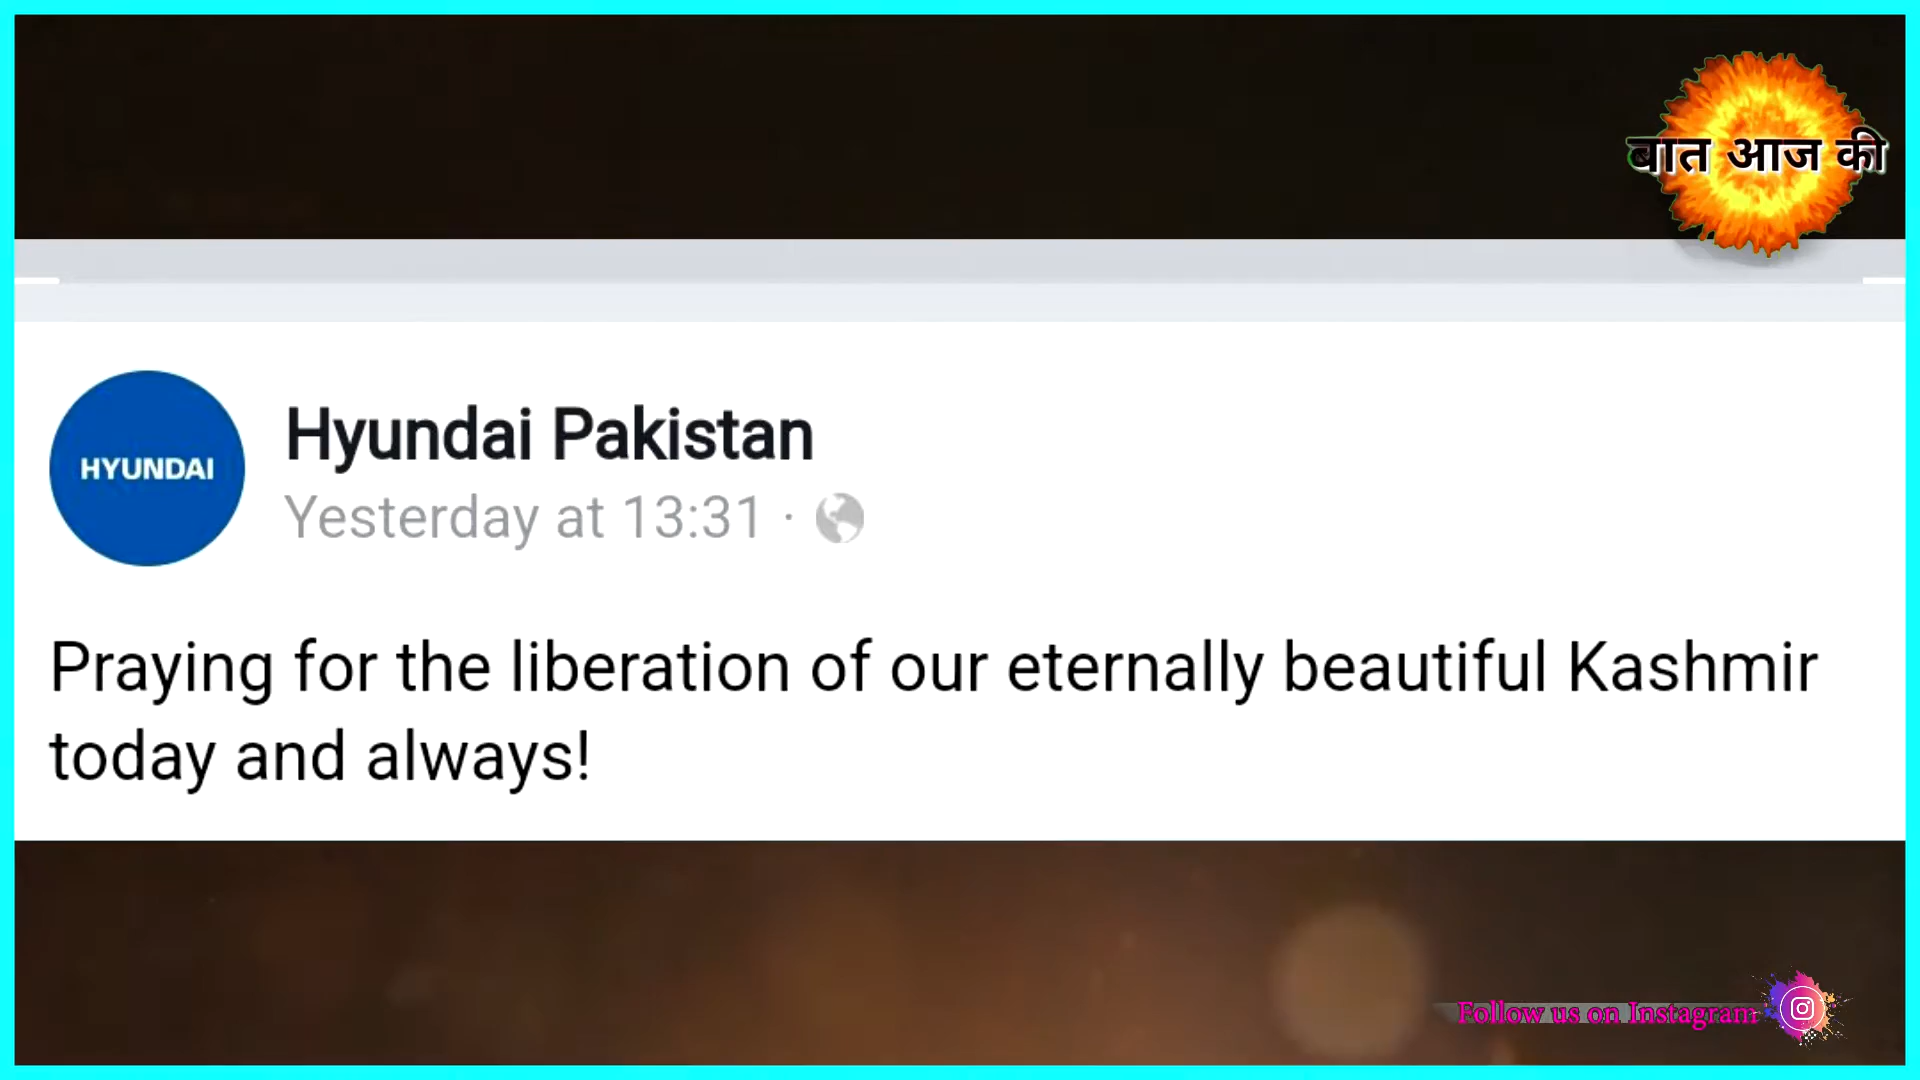 बात आज की
HYUNDAI
Hyundai Pakistan
Yesterday at 13:31 ·
Praying for the liberation of our eternally beautiful Kashmir
today and always!
Follow us on Instagram